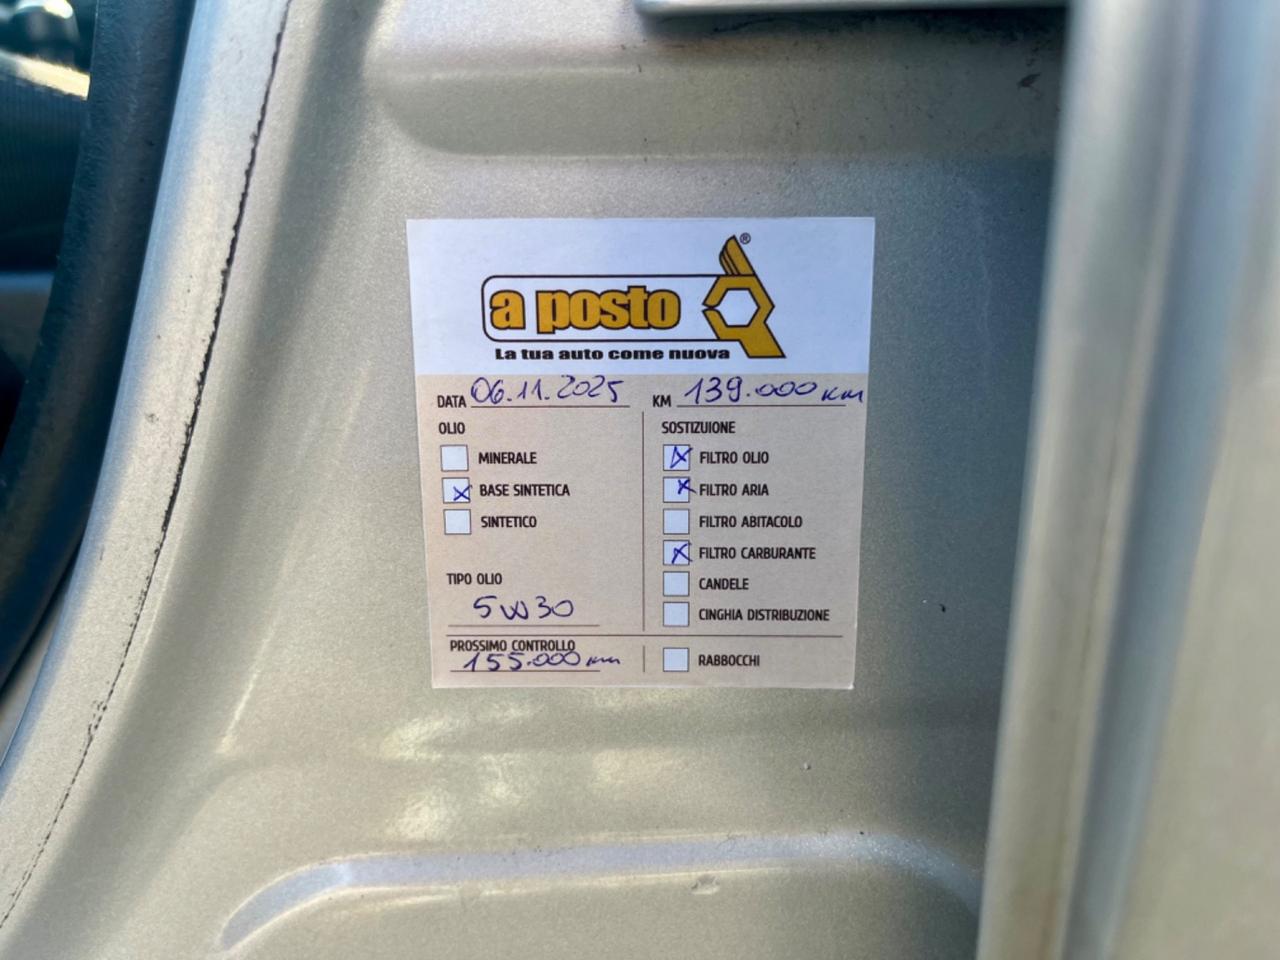 a posto ®
La tua auto come nuova
DATA 06.11.2025 KM 139.000 KM
OLIO
MINERALE
BASE SINTETICA
SINTETICO
TIPO OLIO
5W30
PROSSIMO CONTROLLO
155.000 km
SOSTIZUIONE
FILTRO OLIO
FILTRO ARIA
FILTRO ABITACOLO
FILTRO CARBURANTE
CANDELE
CINGHIA DISTRIBUZIONE
RABBOCCHI